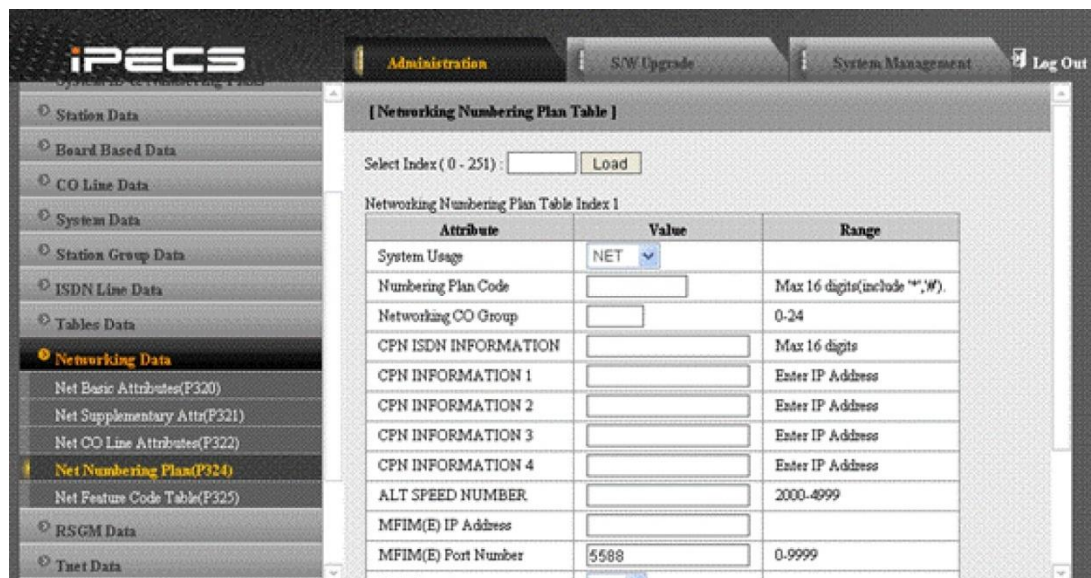 iPECS
Administration
S/W Upgrade
System Management
Log Out
System ID & Numbering Plans
Station Data
Board Based Data
CO Line Data
System Data
Station Group Data
ISDN Line Data
Tables Data
Networking Data
Net Basic Attributes(P320)
Net Supplementary Attr(P321)
Net CO Line Attributes(P322)
Net Numbering Plan(P324)
Net Feature Code Table(P325)
RSGM Data
Tnet Data
[ Networking Numbering Plan Table ]
Select Index ( 0 - 251) : Load
Networking Numbering Plan Table Index 1
Attribute Value Range
System Usage NET
Numbering Plan Code Max 16 digits(include '*','#').
Networking CO Group 0-24
CPN ISDN INFORMATION Max 16 digits
CPN INFORMATION 1 Enter IP Address
CPN INFORMATION 2 Enter IP Address
CPN INFORMATION 3 Enter IP Address
CPN INFORMATION 4 Enter IP Address
ALT SPEED NUMBER 2000-4999
MFIM(E) IP Address
MFIM(E) Port Number 5588 0-9999